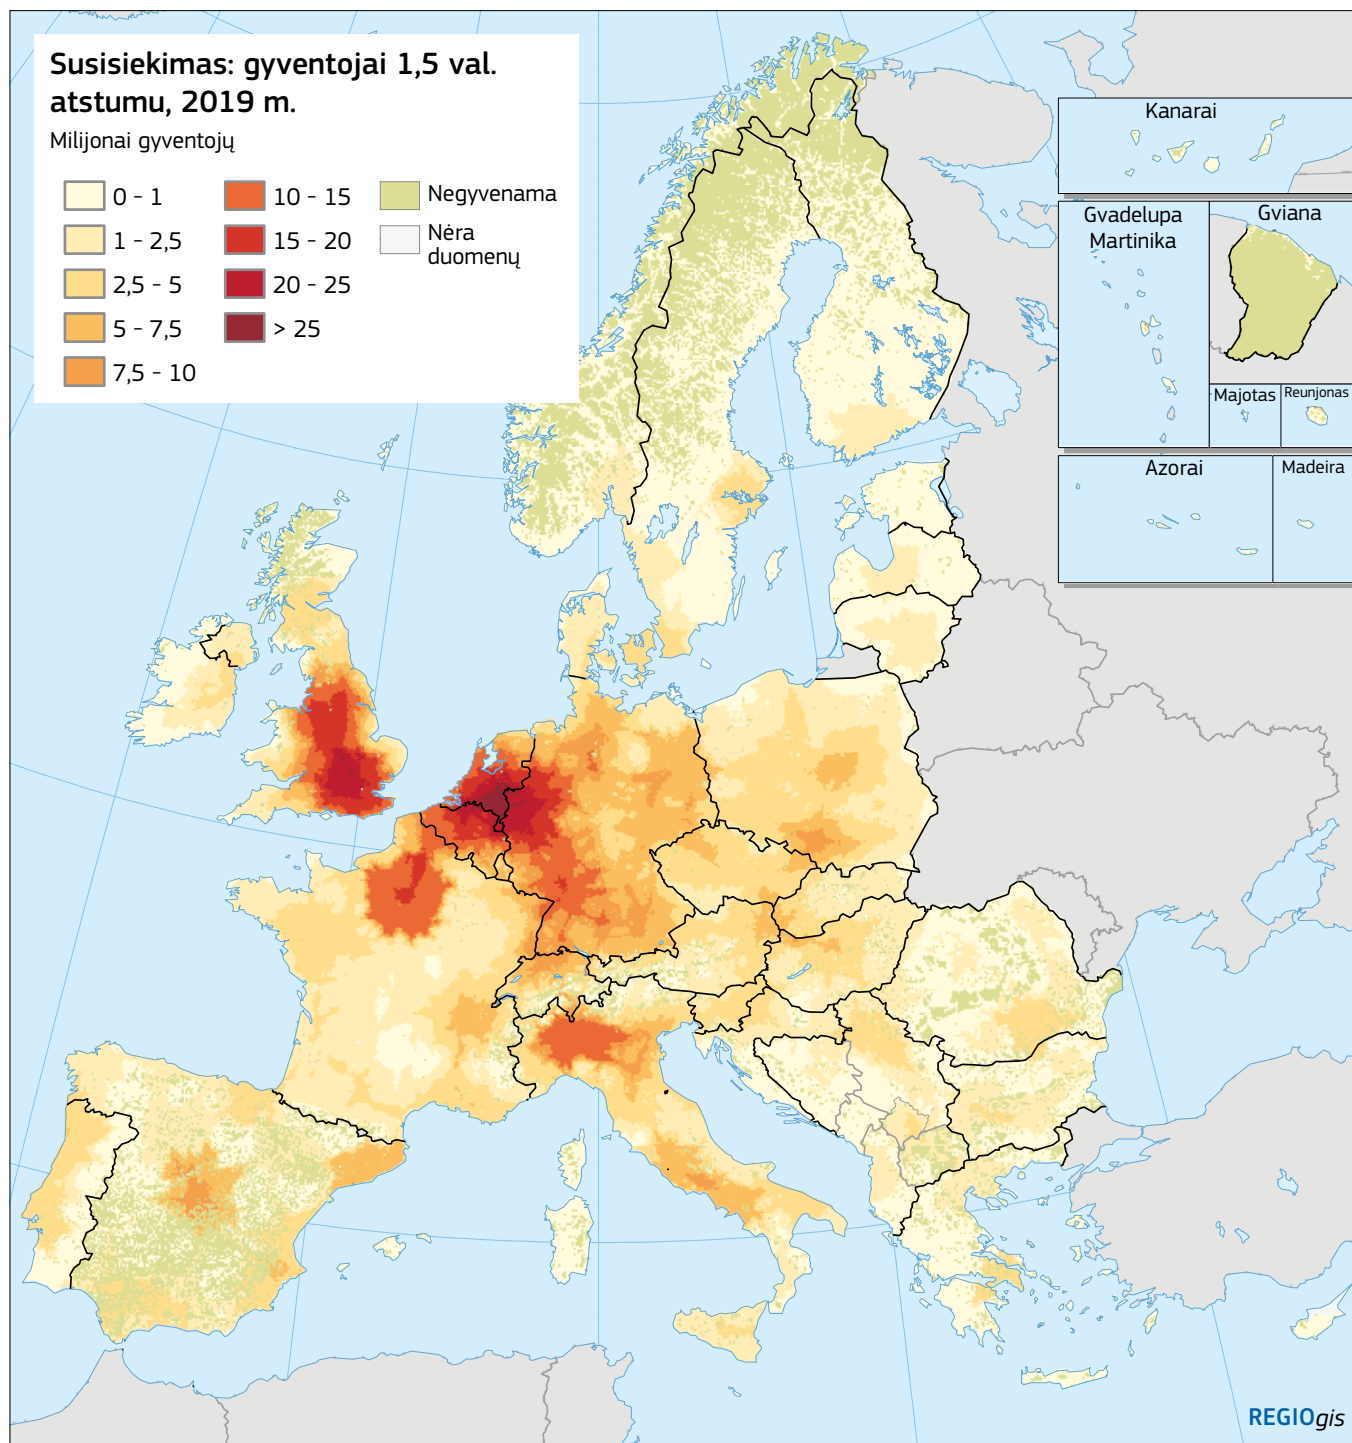 Susisiekimas: gyventojai 1,5 val.
atstumu, 2019 m.
Milijonai gyventojų
0 - 1
1 - 2,5
2,5 - 5
5 - 7,5
7,5 - 10
10 - 15
15 - 20
20 - 25
> 25
Negyvenama
Nėra
duomenų
Kanarai
Gvadelupa
Martinika
Gviana
Majotas
Reunjonas
Azorai
Madeira
REGIOgis